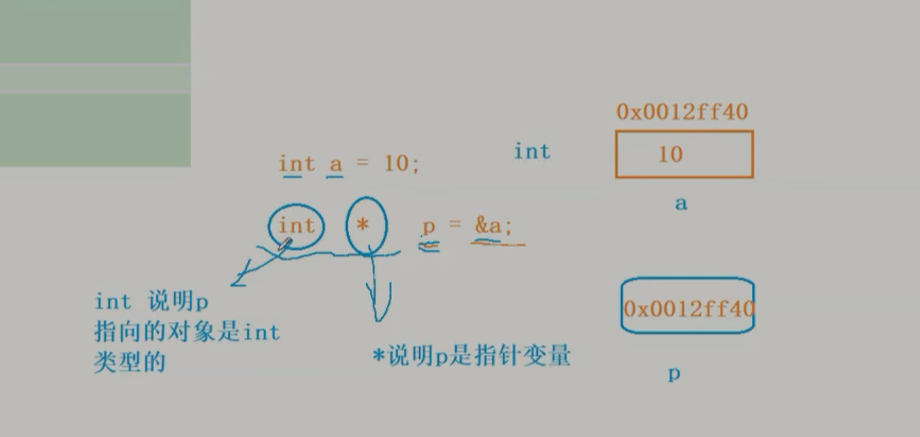 0x0012ff40
int a = 10;
int
10
a
int * p = &a;
int 说明p
指向的对象是int
类型的
0x0012ff40
*说明p是指针变量
p